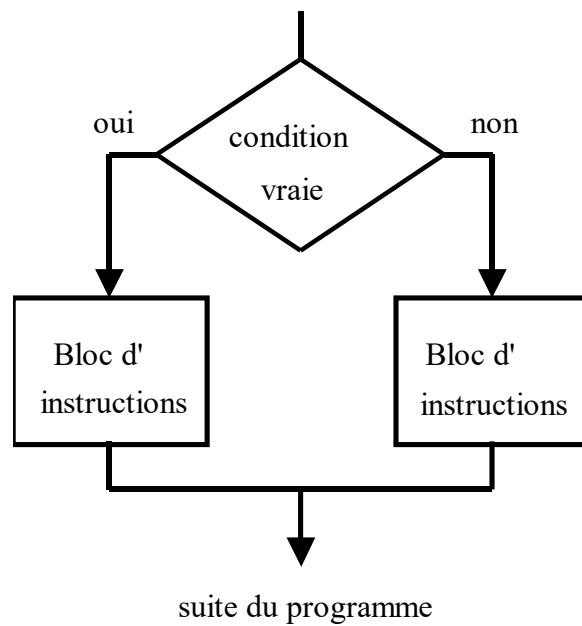 oui
condition
vraie
non
Bloc d'
instructions
Bloc d'
instructions
suite du programme